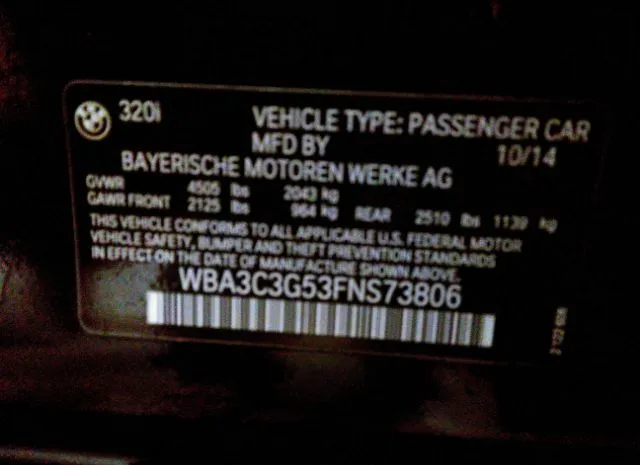 320i
VEHICLE TYPE: PASSENGER CAR
MFD BY 10/14
BAYERISCHE MOTOREN WERKE AG
GVWR 4505 lbs 2043 kg
GAWR FRONT 2125 lbs 964 kg REAR 2510 lbs 1139 kg
THIS VEHICLE CONFORMS TO ALL APPLICABLE U.S. FEDERAL MOTOR
VEHICLE SAFETY, BUMPER AND THEFT PREVENTION STANDARDS
IN EFFECT ON THE DATE OF MANUFACTURE SHOWN ABOVE.
WBA3C3G53FNS73806